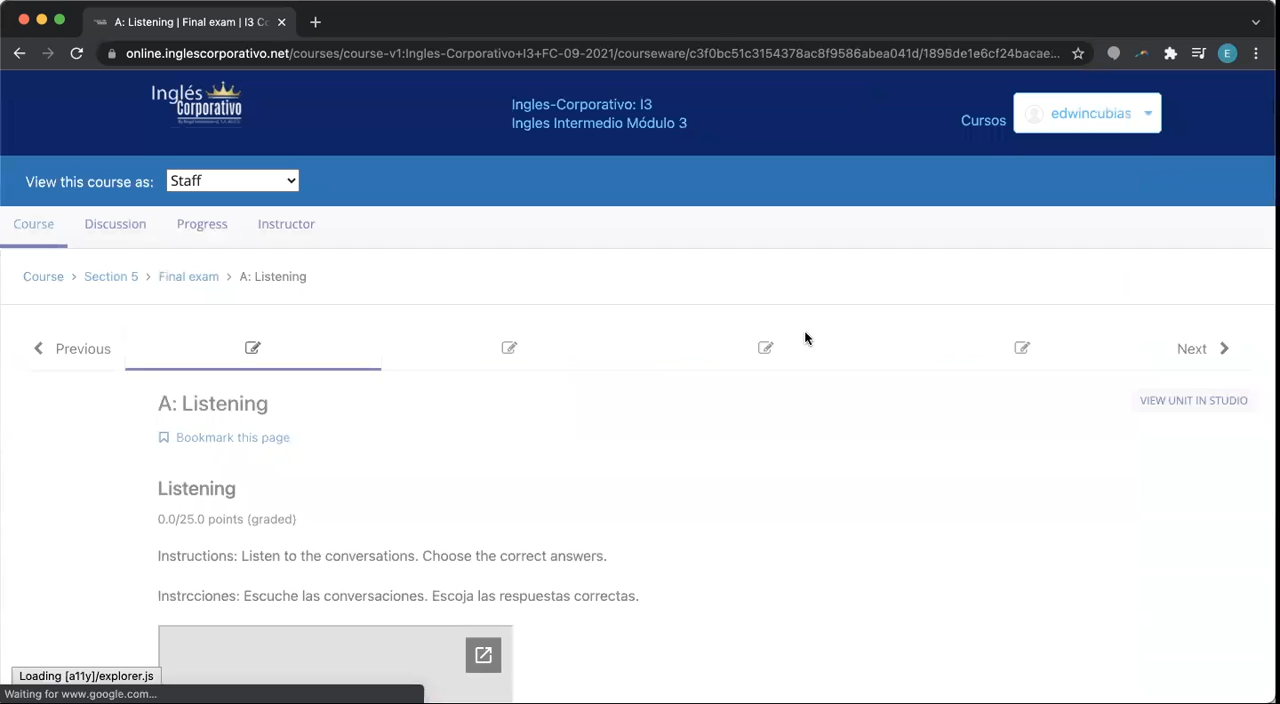 A: Listening | Final exam | I3 Co
online.inglescorporativo.net/courses/course-v1:Ingles-Corporativo+I3+FC-09-2021/courseware/c3f0bc51c3154378ac8f9586abea041d/1898de1e6cf24bacae...
E
Inglés
Corporativo
Ingles-Corporativo: I3
Ingles Intermedio Módulo 3
Cursos
edwincubias
View this course as:
Staff
Course
Discussion
Progress
Instructor
Course > Section 5 > Final exam > A: Listening
Previous
Next
A: Listening
VIEW UNIT IN STUDIO
Bookmark this page
Listening
0.0/25.0 points (graded)
Instructions: Listen to the conversations. Choose the correct answers.
Instrcciones: Escuche las conversaciones. Escoja las respuestas correctas.
Loading [a11y]/explorer.js
Waiting for www.google.com...